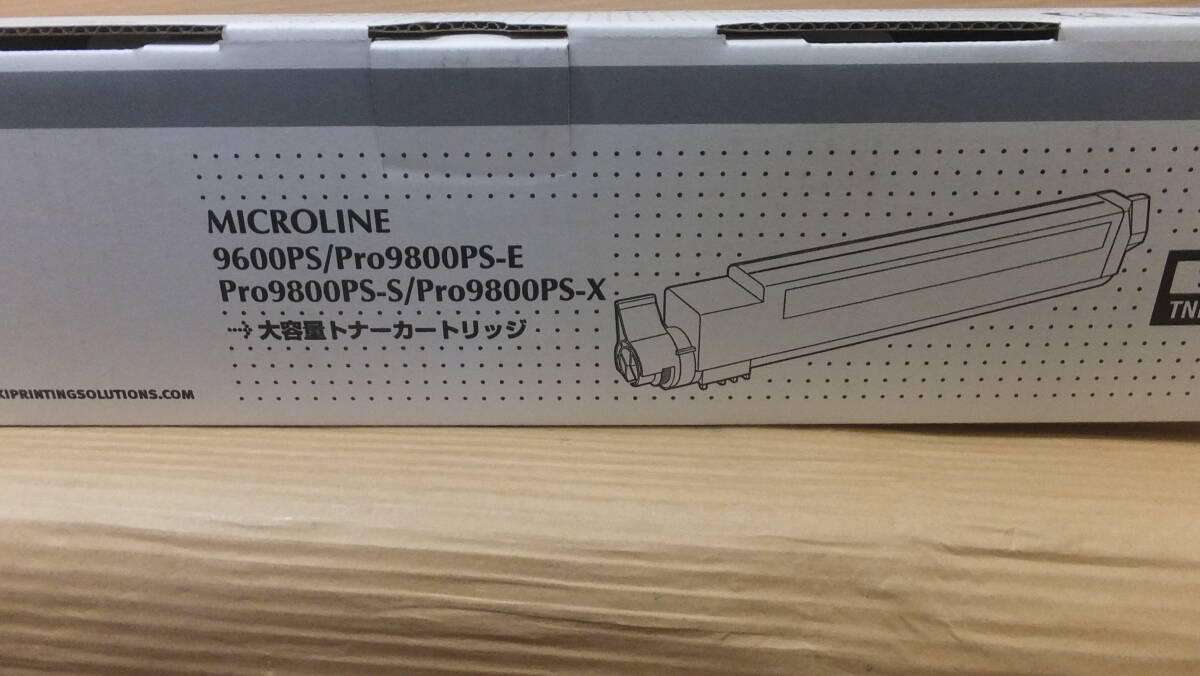 MICROLINE
9600PS/Pro9800PS-E
Pro9800PS-S/Pro9800PS-X
大容量トナーカートリッジ
KIPRINTINGSOLUTIONS.COM